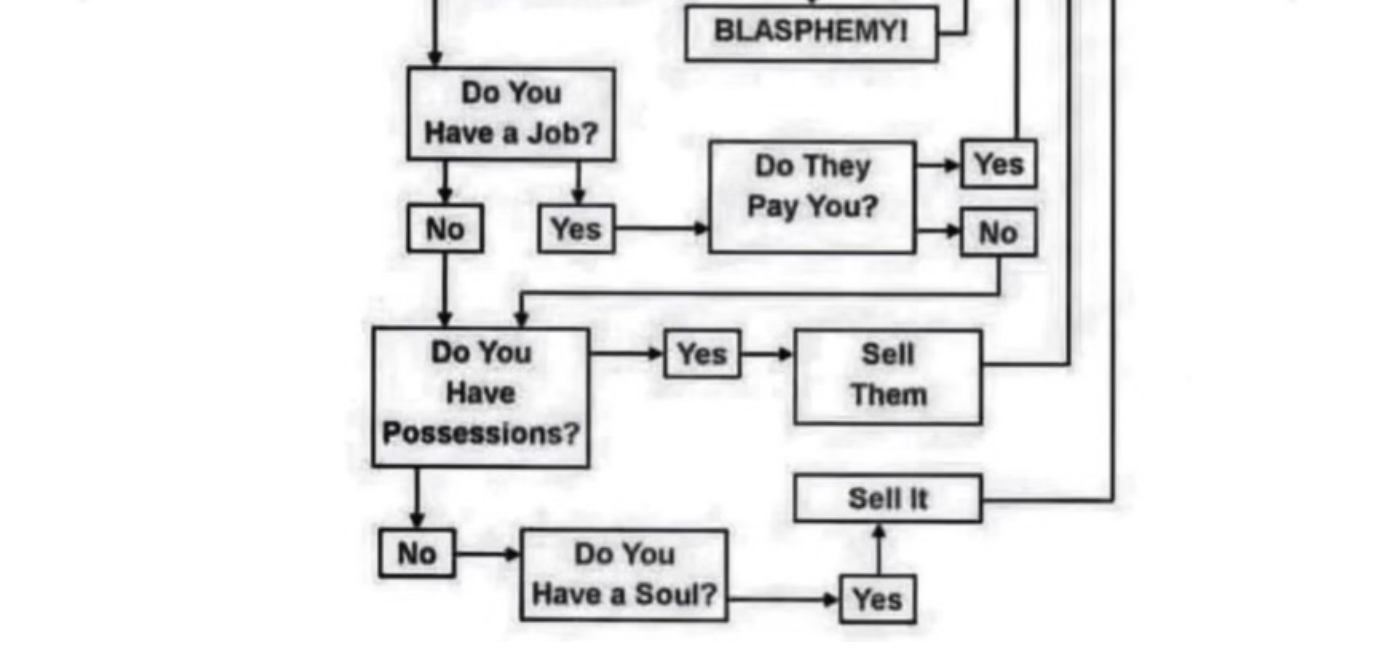 BLASPHEMY!
Do You
Have a Job?
No
Yes
Do They
Pay You?
Yes
No
Do You
Have
Possessions?
Yes
Sell
Them
No
Do You
Have a Soul?
Yes
Sell It